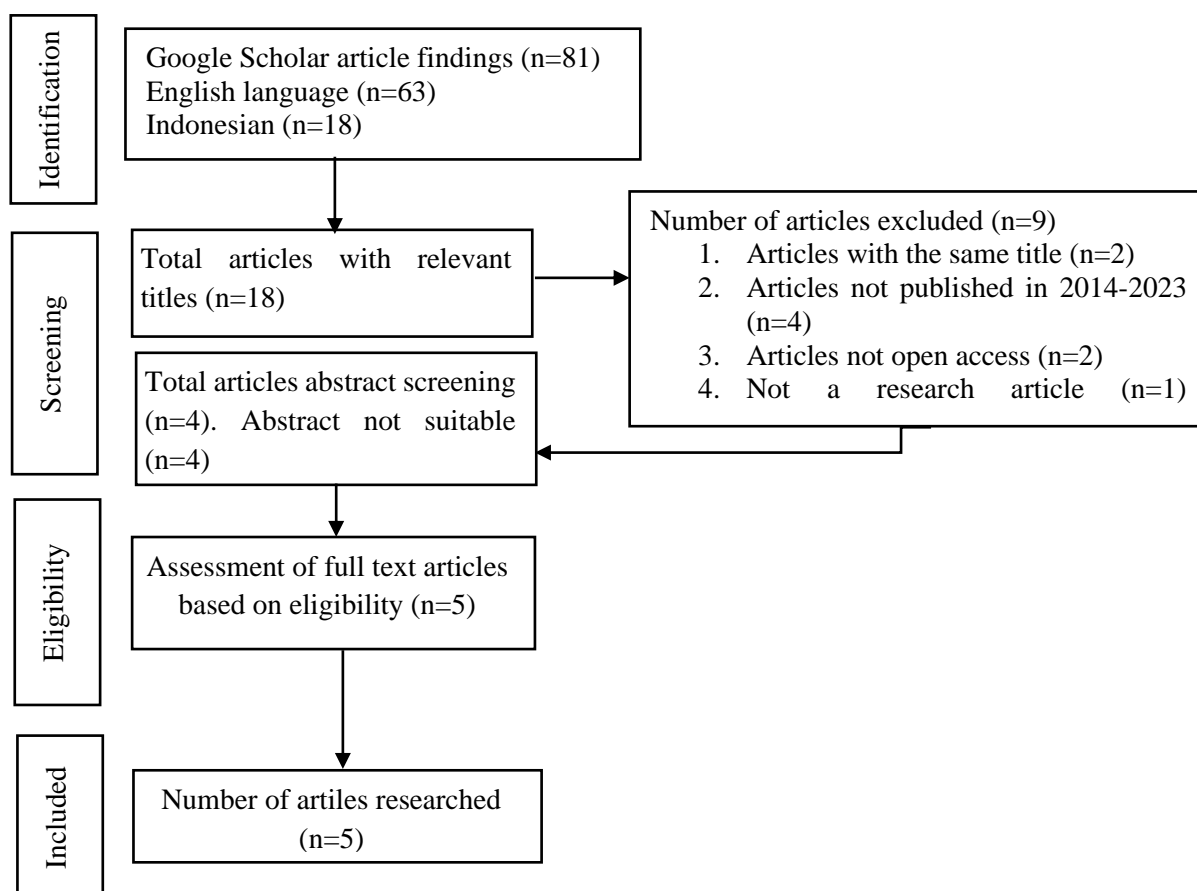 Identification
Google Scholar article findings (n=81)
English language (n=63)
Indonesian (n=18)
Screening
Total articles with relevant
titles (n=18)
Number of articles excluded (n=9)
1. Articles with the same title (n=2)
2. Articles not published in 2014-2023
(n=4)
3. Articles not open access (n=2)
4. Not a research article (n=1)
Total articles abstract screening
(n=4). Abstract not suitable
(n=4)
Eligibility
Assessment of full text articles
based on eligibility (n=5)
Included
Number of artiles researched
(n=5)